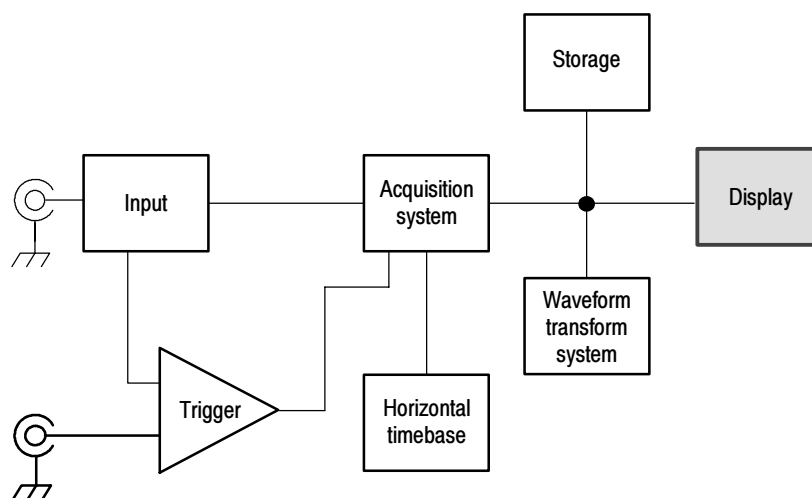 Storage
Input
Acquisition
system
Display
Waveform
transform
system
Trigger
Horizontal
timebase